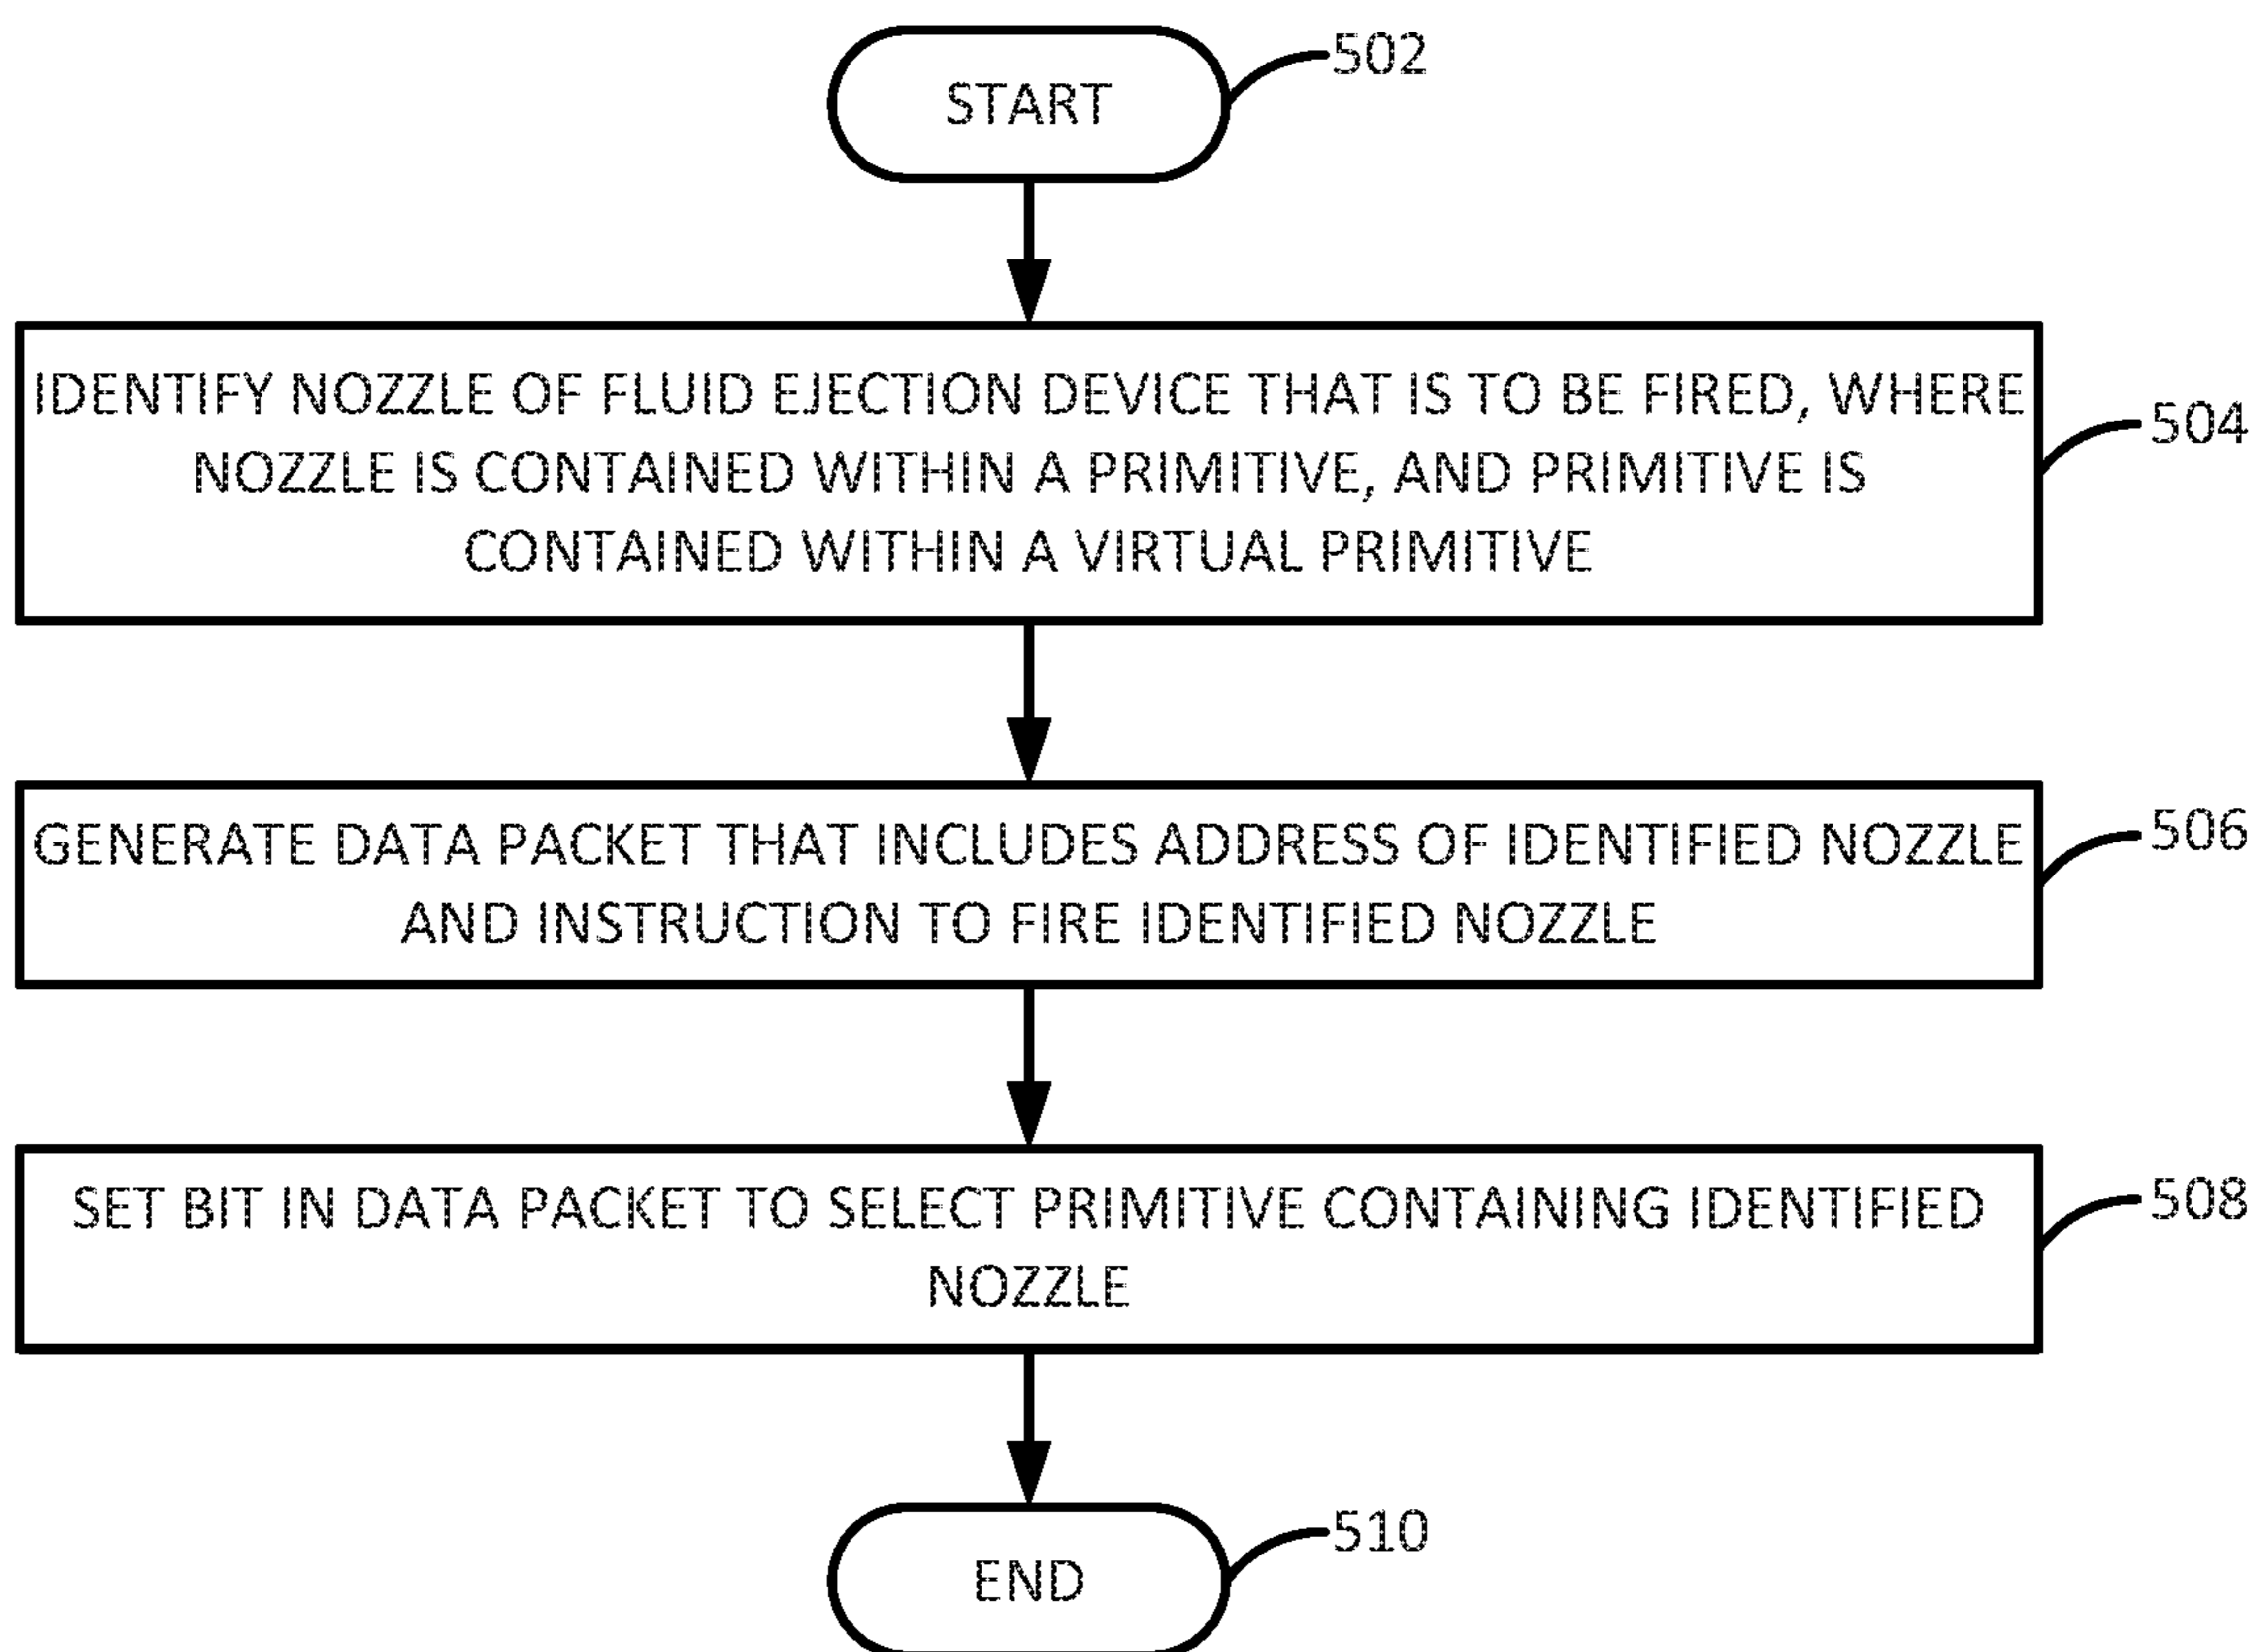 START
502
IDENTIFY NOZZLE OF FLUID EJECTION DEVICE THAT IS TO BE FIRED, WHERE
NOZZLE IS CONTAINED WITHIN A PRIMITIVE, AND PRIMITIVE IS
CONTAINED WITHIN A VIRTUAL PRIMITIVE
504
GENERATE DATA PACKET THAT INCLUDES ADDRESS OF IDENTIFIED NOZZLE
AND INSTRUCTION TO FIRE IDENTIFIED NOZZLE
506
SET BIT IN DATA PACKET TO SELECT PRIMITIVE CONTAINING IDENTIFIED
NOZZLE
508
END
510